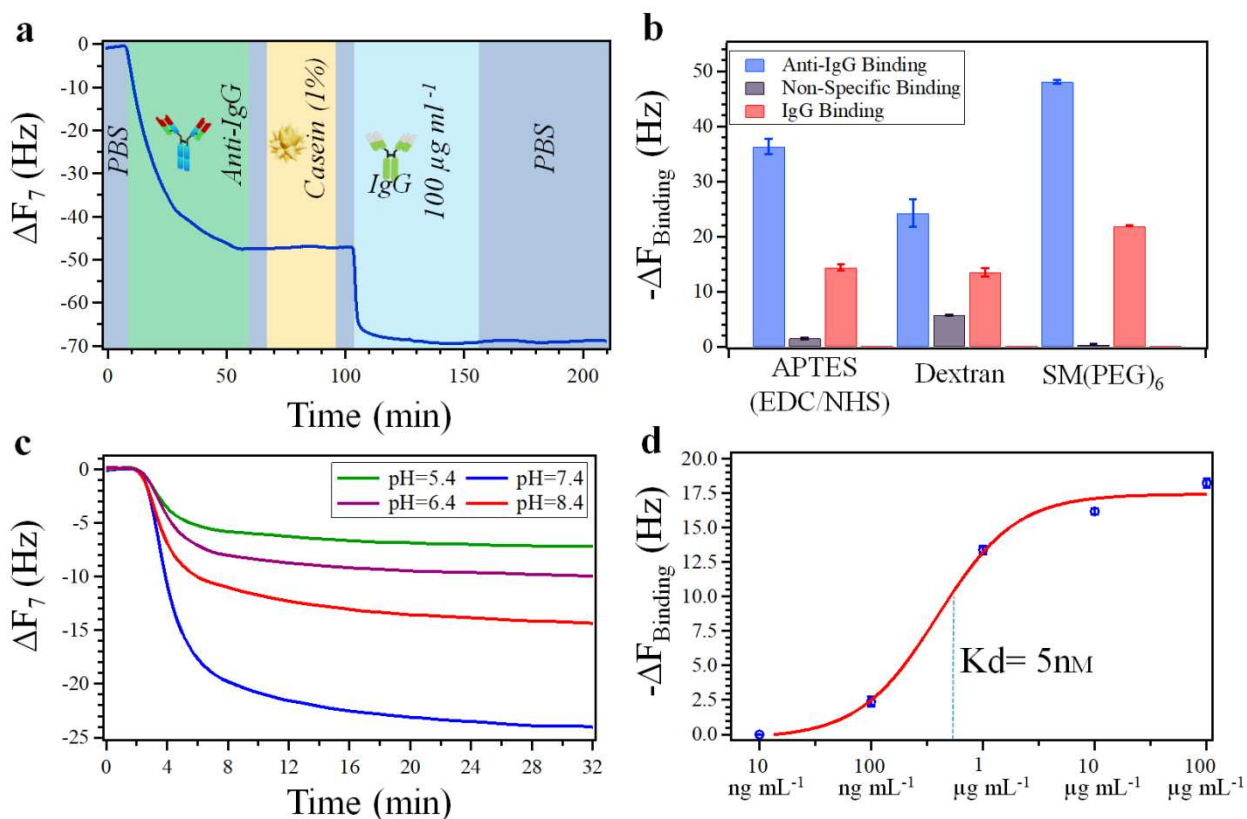 a
0
-10
-20
-30
-40
-50
-60
-70
ΔF₇ (Hz)
PBS
Anti-IgG
Casein (1%)
IgG
100 µg ml⁻¹
PBS
0
50
100
150
200
Time (min)
b
50
40
30
20
10
0
-ΔF_Binding (Hz)
Anti-IgG Binding
Non-Specific Binding
IgG Binding
APTES
(EDC/NHS)
Dextran
SM(PEG)₆
c
0
-5
-10
-15
-20
-25
ΔF₇ (Hz)
pH=5.4
pH=7.4
pH=6.4
pH=8.4
0
4
8
12
16
20
24
28
32
Time (min)
d
20.0
17.5
15.0
12.5
10.0
7.5
5.0
2.5
0.0
-ΔF_Binding (Hz)
Kd= 5nM
10
ng mL⁻¹
100
ng mL⁻¹
1
µg mL⁻¹
10
µg mL⁻¹
100
µg mL⁻¹